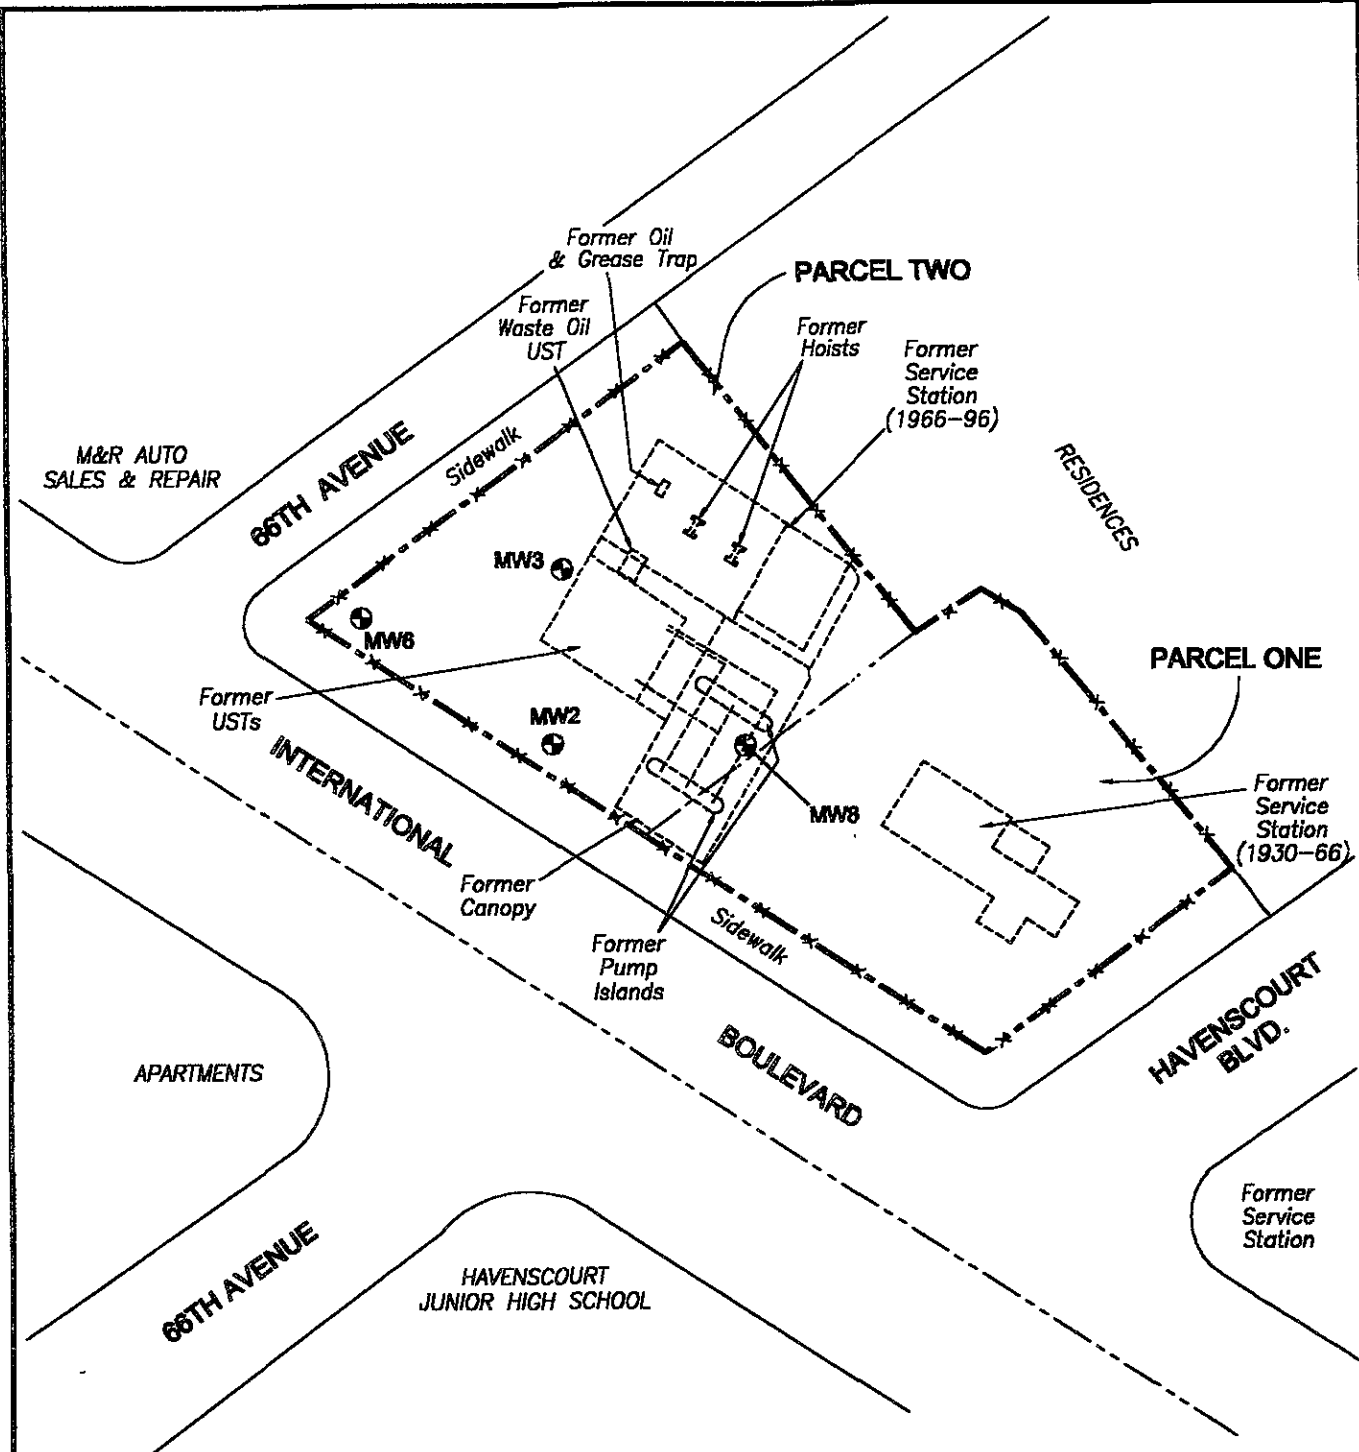 Former Oil
& Grease Trap
PARCEL TWO
Former
Waste Oil
UST
Former
Hoists
Former
Service
Station
(1966-96)
M&R AUTO
SALES & REPAIR
66TH AVENUE
Sidewalk
RESIDENCES
MW3
MW6
PARCEL ONE
Former
USTs
MW2
INTERNATIONAL
MW8
Former
Service
Station
(1930-66)
Former
Canopy
Sidewalk
Former
Pump
Islands
HAVENSCOURT
BLVD.
BOULEVARD
APARTMENTS
Former
Service
Station
66TH AVENUE
HAVENSCOURT
JUNIOR HIGH SCHOOL